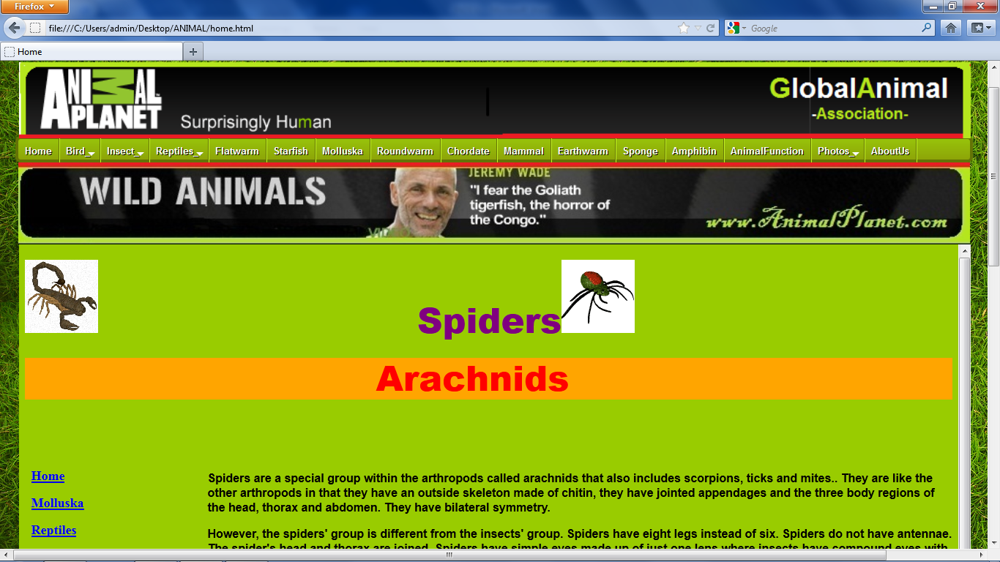 Firefox
file:///C:/Users/admin/Desktop/ANIMAL/home.html
Google
Home
ANIMAL PLANET
Surprisingly Human
GlobalAnimal
-Association-
Home Bird Insect Reptiles Flatwarm Starfish Molluska Roundwarm Chordate Mammal Earthwarm Sponge Amphibin AnimalFunction Photos AboutUs
WILD ANIMALS
JEREMY WADE
"I fear the Goliath
tigerfish, the horror of
the Congo."
www.AnimalPlanet.com
Spiders
Arachnids
Home
Molluska
Reptiles
Spiders are a special group within the arthropods called arachnids that also includes scorpions, ticks and mites.. They are like the
other arthropods in that they have an outside skeleton made of chitin, they have jointed appendages and the three body regions of
the head, thorax and abdomen. They have bilateral symmetry.
However, the spiders' group is different from the insects' group. Spiders have eight legs instead of six. Spiders do not have antennae.
The spider's head and thorax are joined. Spiders have simple eyes made up of just one lens where insects have compound eyes with